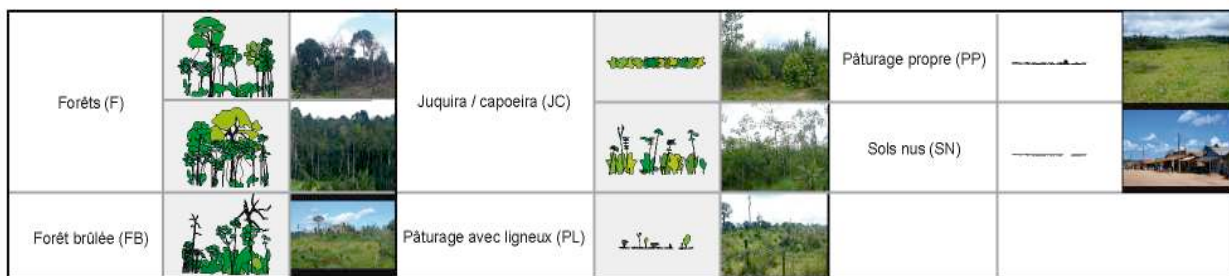 Forêts (F)
Juquira / capoeira (JC)
Pâturage propre (PP)
Sols nus (SN)
Forêt brûlée (FB)
Pâturage avec ligneux (PL)